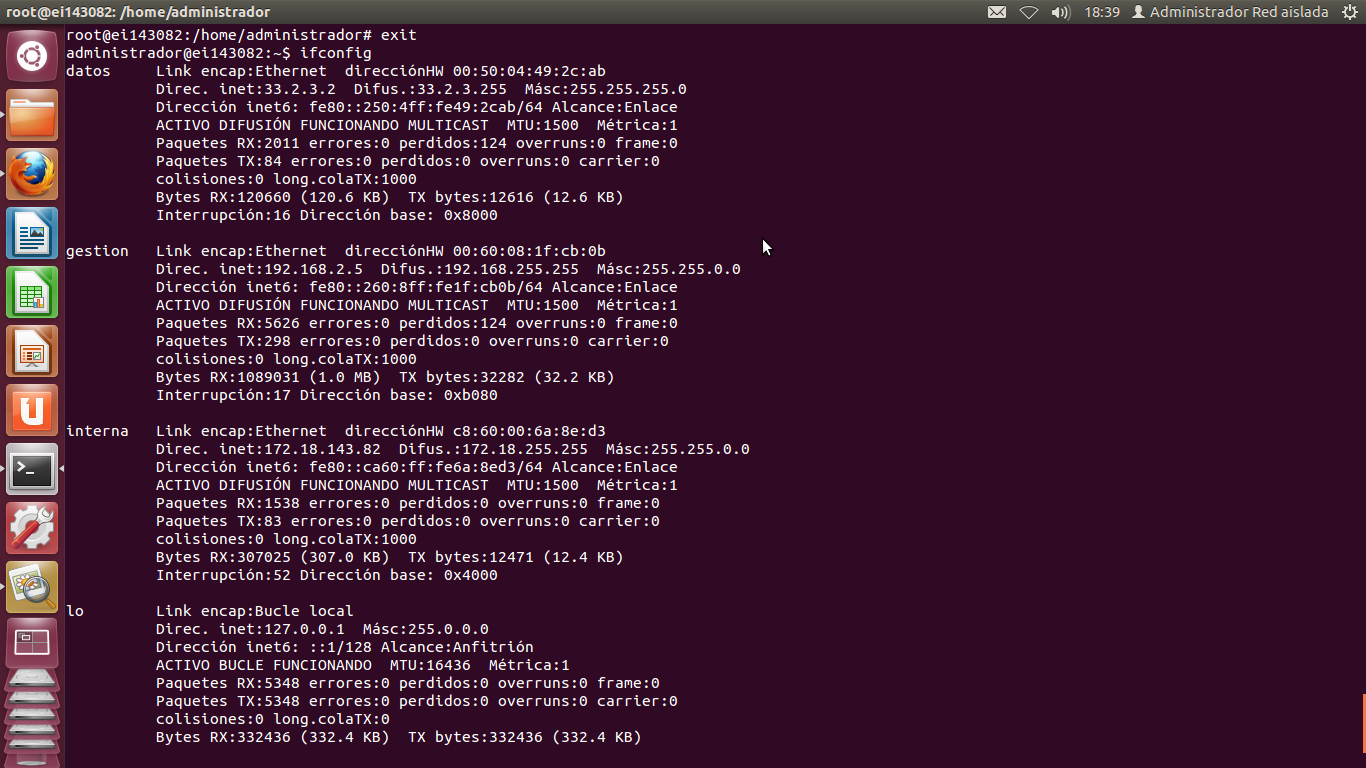 root@ei143082: /home/administrador
18:39
Administrador Red aislada
root@ei143082:/home/administrador# exit
administrador@ei143082:~$ ifconfig
datos     Link encap:Ethernet  direcciónHW 00:50:04:49:2c:ab
          Direc. inet:33.2.3.2  Difus.:33.2.3.255  Másc:255.255.255.0
          Dirección inet6: fe80::250:4ff:fe49:2cab/64 Alcance:Enlace
          ACTIVO DIFUSIÓN FUNCIONANDO MULTICAST  MTU:1500  Métrica:1
          Paquetes RX:2011 errores:0 perdidos:124 overruns:0 frame:0
          Paquetes TX:84 errores:0 perdidos:0 overruns:0 carrier:0
          colisiones:0 long.colaTX:1000
          Bytes RX:120660 (120.6 KB)  TX bytes:12616 (12.6 KB)
          Interrupción:16 Dirección base: 0x8000
gestion   Link encap:Ethernet  direcciónHW 00:60:08:1f:cb:0b
          Direc. inet:192.168.2.5  Difus.:192.168.255.255  Másc:255.255.0.0
          Dirección inet6: fe80::260:8ff:fe1f:cb0b/64 Alcance:Enlace
          ACTIVO DIFUSIÓN FUNCIONANDO MULTICAST  MTU:1500  Métrica:1
          Paquetes RX:5626 errores:0 perdidos:124 overruns:0 frame:0
          Paquetes TX:298 errores:0 perdidos:0 overruns:0 carrier:0
          colisiones:0 long.colaTX:1000
          Bytes RX:1089031 (1.0 MB)  TX bytes:32282 (32.2 KB)
          Interrupción:17 Dirección base: 0xb080
interna   Link encap:Ethernet  direcciónHW c8:60:00:6a:8e:d3
          Direc. inet:172.18.143.82  Difus.:172.18.255.255  Másc:255.255.0.0
          Dirección inet6: fe80::ca60:ff:fe6a:8ed3/64 Alcance:Enlace
          ACTIVO DIFUSIÓN FUNCIONANDO MULTICAST  MTU:1500  Métrica:1
          Paquetes RX:1538 errores:0 perdidos:0 overruns:0 frame:0
          Paquetes TX:83 errores:0 perdidos:0 overruns:0 carrier:0
          colisiones:0 long.colaTX:1000
          Bytes RX:307025 (307.0 KB)  TX bytes:12471 (12.4 KB)
          Interrupción:52 Dirección base: 0x4000
lo        Link encap:Bucle local
          Direc. inet:127.0.0.1  Másc:255.0.0.0
          Dirección inet6: ::1/128 Alcance:Anfitrión
          ACTIVO BUCLE FUNCIONANDO  MTU:16436  Métrica:1
          Paquetes RX:5348 errores:0 perdidos:0 overruns:0 frame:0
          Paquetes TX:5348 errores:0 perdidos:0 overruns:0 carrier:0
          colisiones:0 long.colaTX:0
          Bytes RX:332436 (332.4 KB)  TX bytes:332436 (332.4 KB)